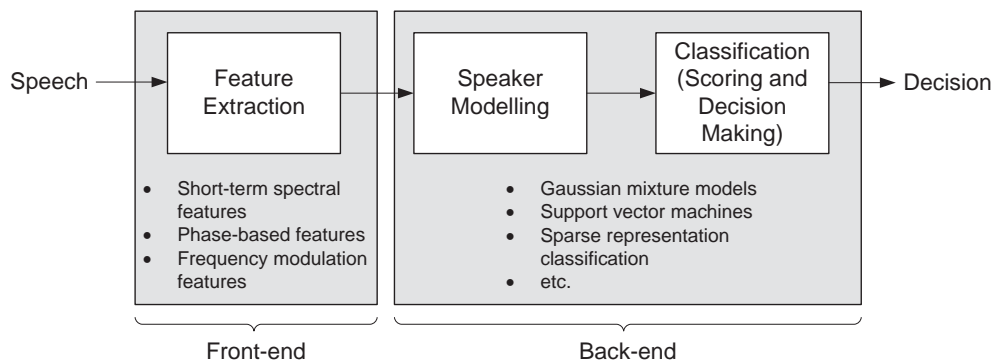 Speech
Feature
Extraction
Speaker
Modelling
Classification
(Scoring and
Decision
Making)
Decision
• Short-term spectral
features
• Phase-based features
• Frequency modulation
features
• Gaussian mixture models
• Support vector machines
• Sparse representation
classification
• etc.
Front-end
Back-end